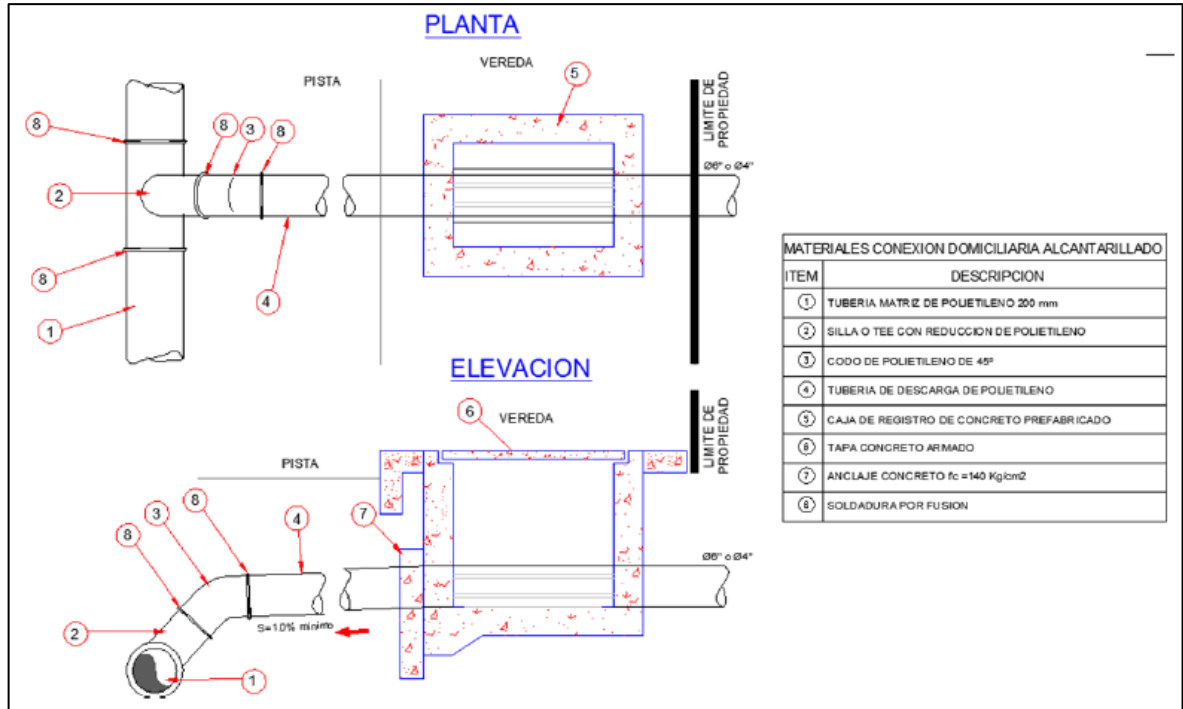 PLANTA
VEREDA
PISTA
5
LIMITE DE
PROPIEDAD
8
8
3
8
Ø6" o Ø4"
2
8
4
1
ELEVACION
6
VEREDA
LIMITE DE
PROPIEDAD
PISTA
8
3
4
7
8
Ø6" o Ø4"
S=1.0% minimo
2
1
MATERIALES CONEXION DOMICILIARIA ALCANTARILLADO
ITEM DESCRIPCION
1 TUBERIA MATRIZ DE POLIETILENO 200 mm
2 SILLA O TEE CON REDUCCION DE POLIETILENO
3 CODO DE POLIETILENO DE 45º
4 TUBERIA DE DESCARGA DE POLIETILENO
5 CAJA DE REGISTRO DE CONCRETO PREFABRICADO
6 TAPA CONCRETO ARMADO
7 ANCLAJE CONCRETO fc =140 Kg/cm2
8 SOLDADURA POR FUSION